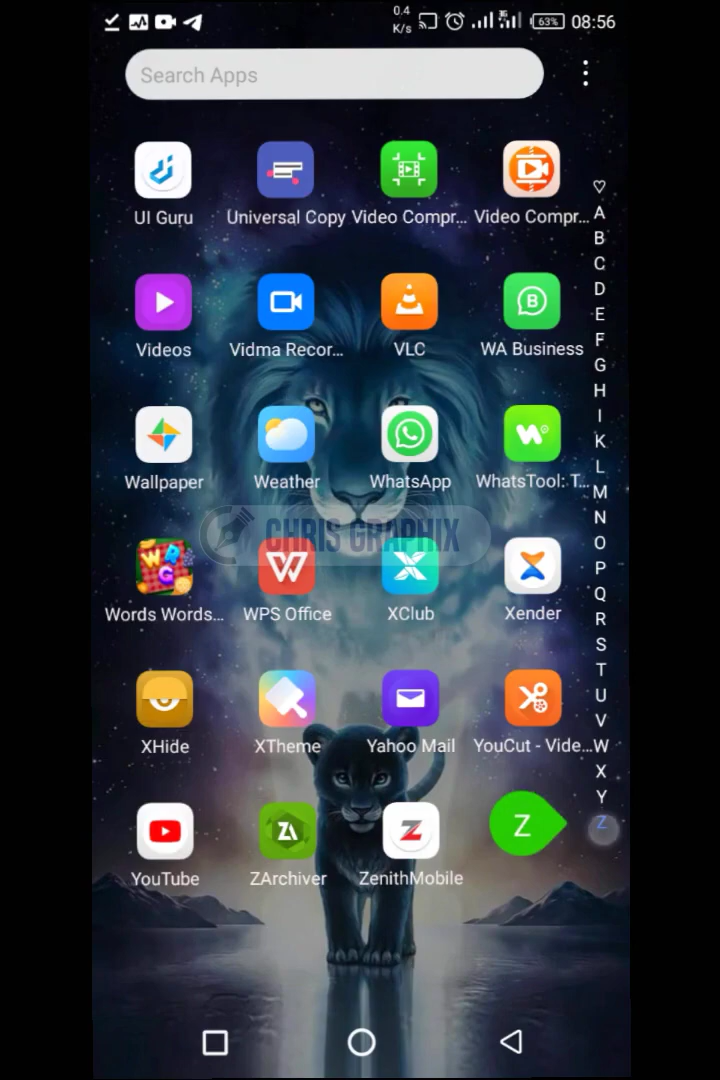 0.4
K/s
63%
08:56
Search Apps
UI Guru
Universal Copy
Video Compr...
Video Compr...
Videos
Vidma Recor...
VLC
WA Business
Wallpaper
Weather
WhatsApp
WhatsTool: T...
CHRIS GRAPHIX
Words Words...
WPS Office
XClub
Xender
XHide
XTheme
Yahoo Mail
YouCut - Vide...
YouTube
ZArchiver
ZenithMobile
Z
A
B
C
D
E
F
G
H
I
K
L
M
N
O
P
Q
R
S
T
U
V
W
X
Y
Z